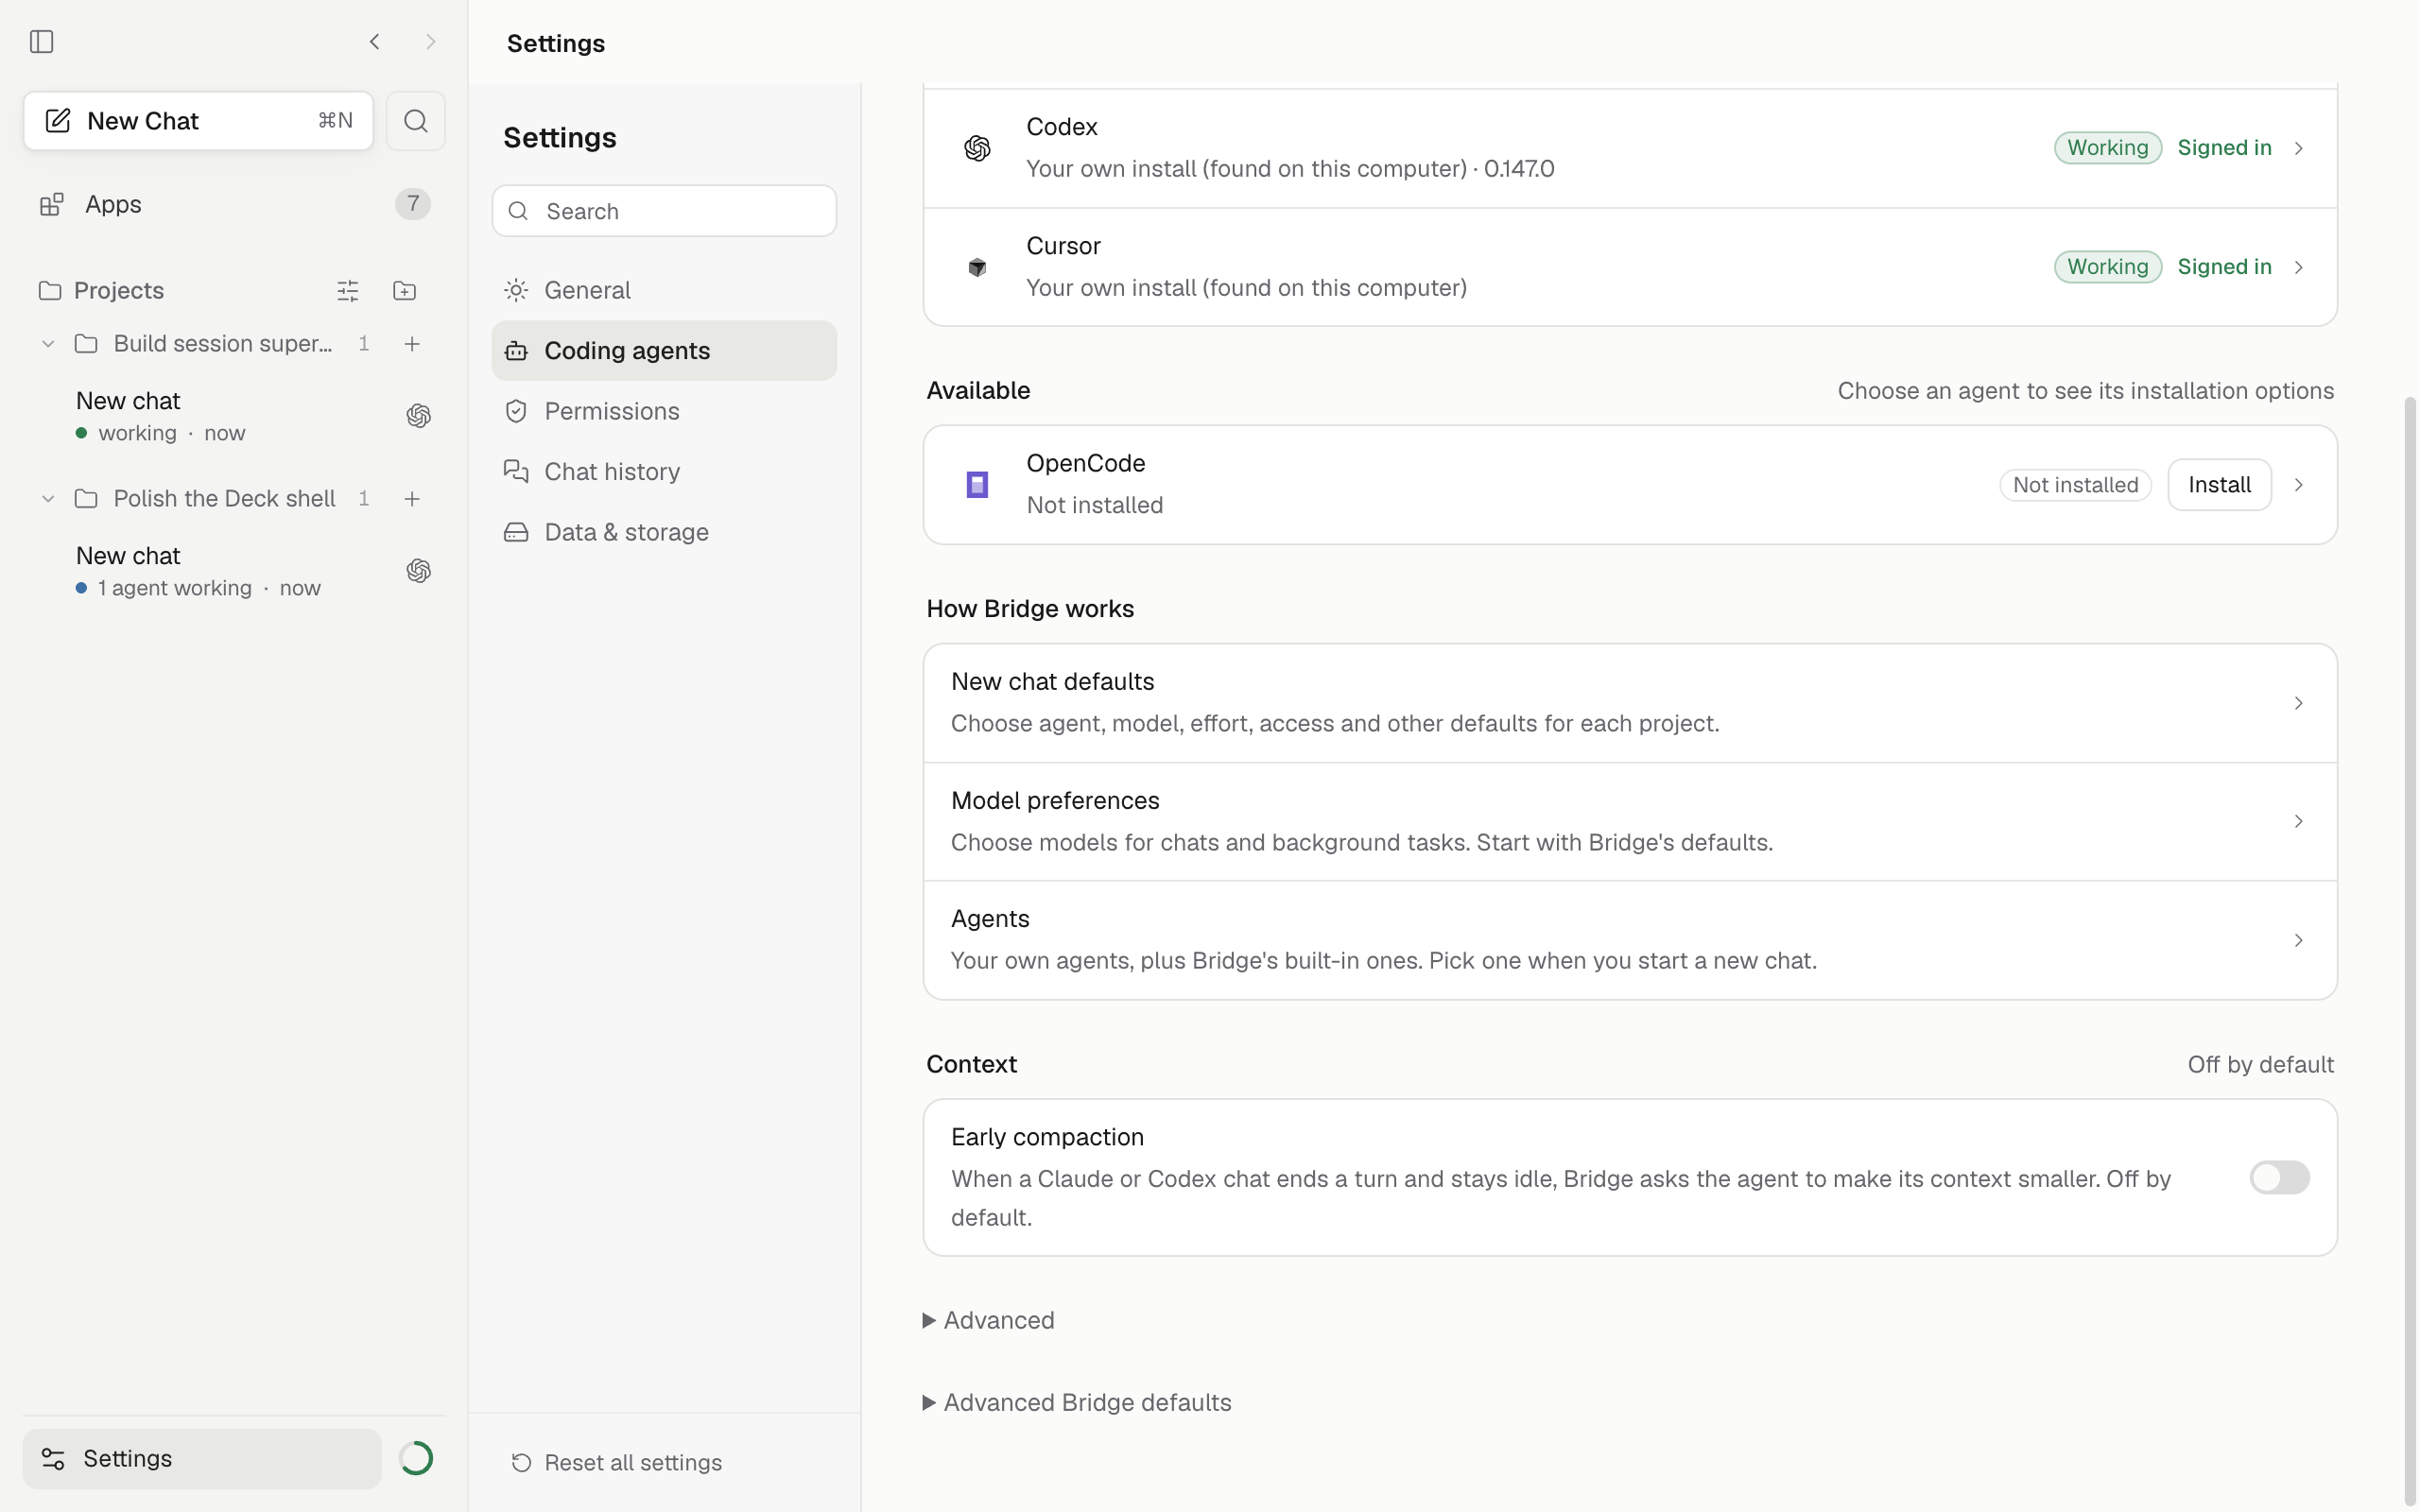 New Chat ⌘N
Apps 7
Projects
Build session super... 1
New chat
working · now
Polish the Deck shell 1
New chat
1 agent working · now
Settings
Settings
Settings
Search
General
Coding agents
Permissions
Chat history
Data & storage
Reset all settings
Codex
Your own install (found on this computer) · 0.147.0
Working Signed in
Cursor
Your own install (found on this computer)
Working Signed in
Available
Choose an agent to see its installation options
OpenCode
Not installed
Not installed Install
How Bridge works
New chat defaults
Choose agent, model, effort, access and other defaults for each project.
Model preferences
Choose models for chats and background tasks. Start with Bridge's defaults.
Agents
Your own agents, plus Bridge's built-in ones. Pick one when you start a new chat.
Context
Off by default
Early compaction
When a Claude or Codex chat ends a turn and stays idle, Bridge asks the agent to make its context smaller. Off by
default.
Advanced
Advanced Bridge defaults